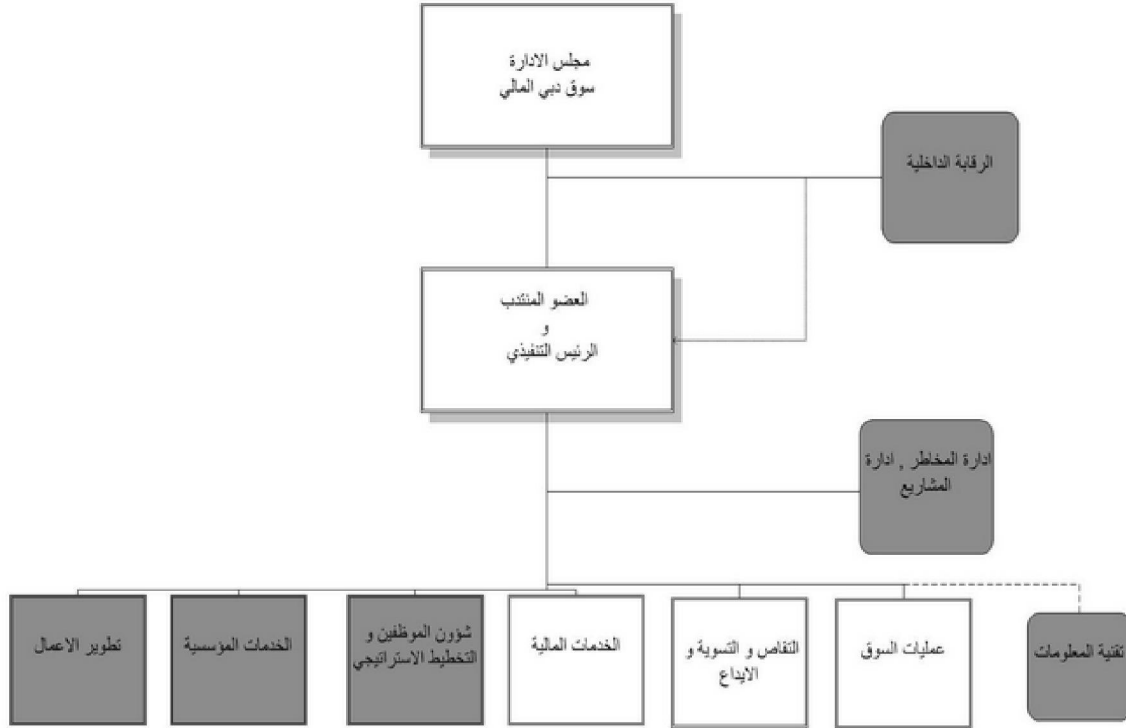 مجلس الادارة
سوق دبي المالي
الرقابة الداخلية
العضو المنتدب
و
الرئيس التنفيذي
ادارة المخاطر , ادارة
المشاريع
عمليات السوق
تقنية المعلومات
التقاص و التسوية و
الايداع
الخدمات المالية
شؤون الموظفين و
التخطيط الاستراتيجي
الخدمات المؤسسية
تطوير الاعمال